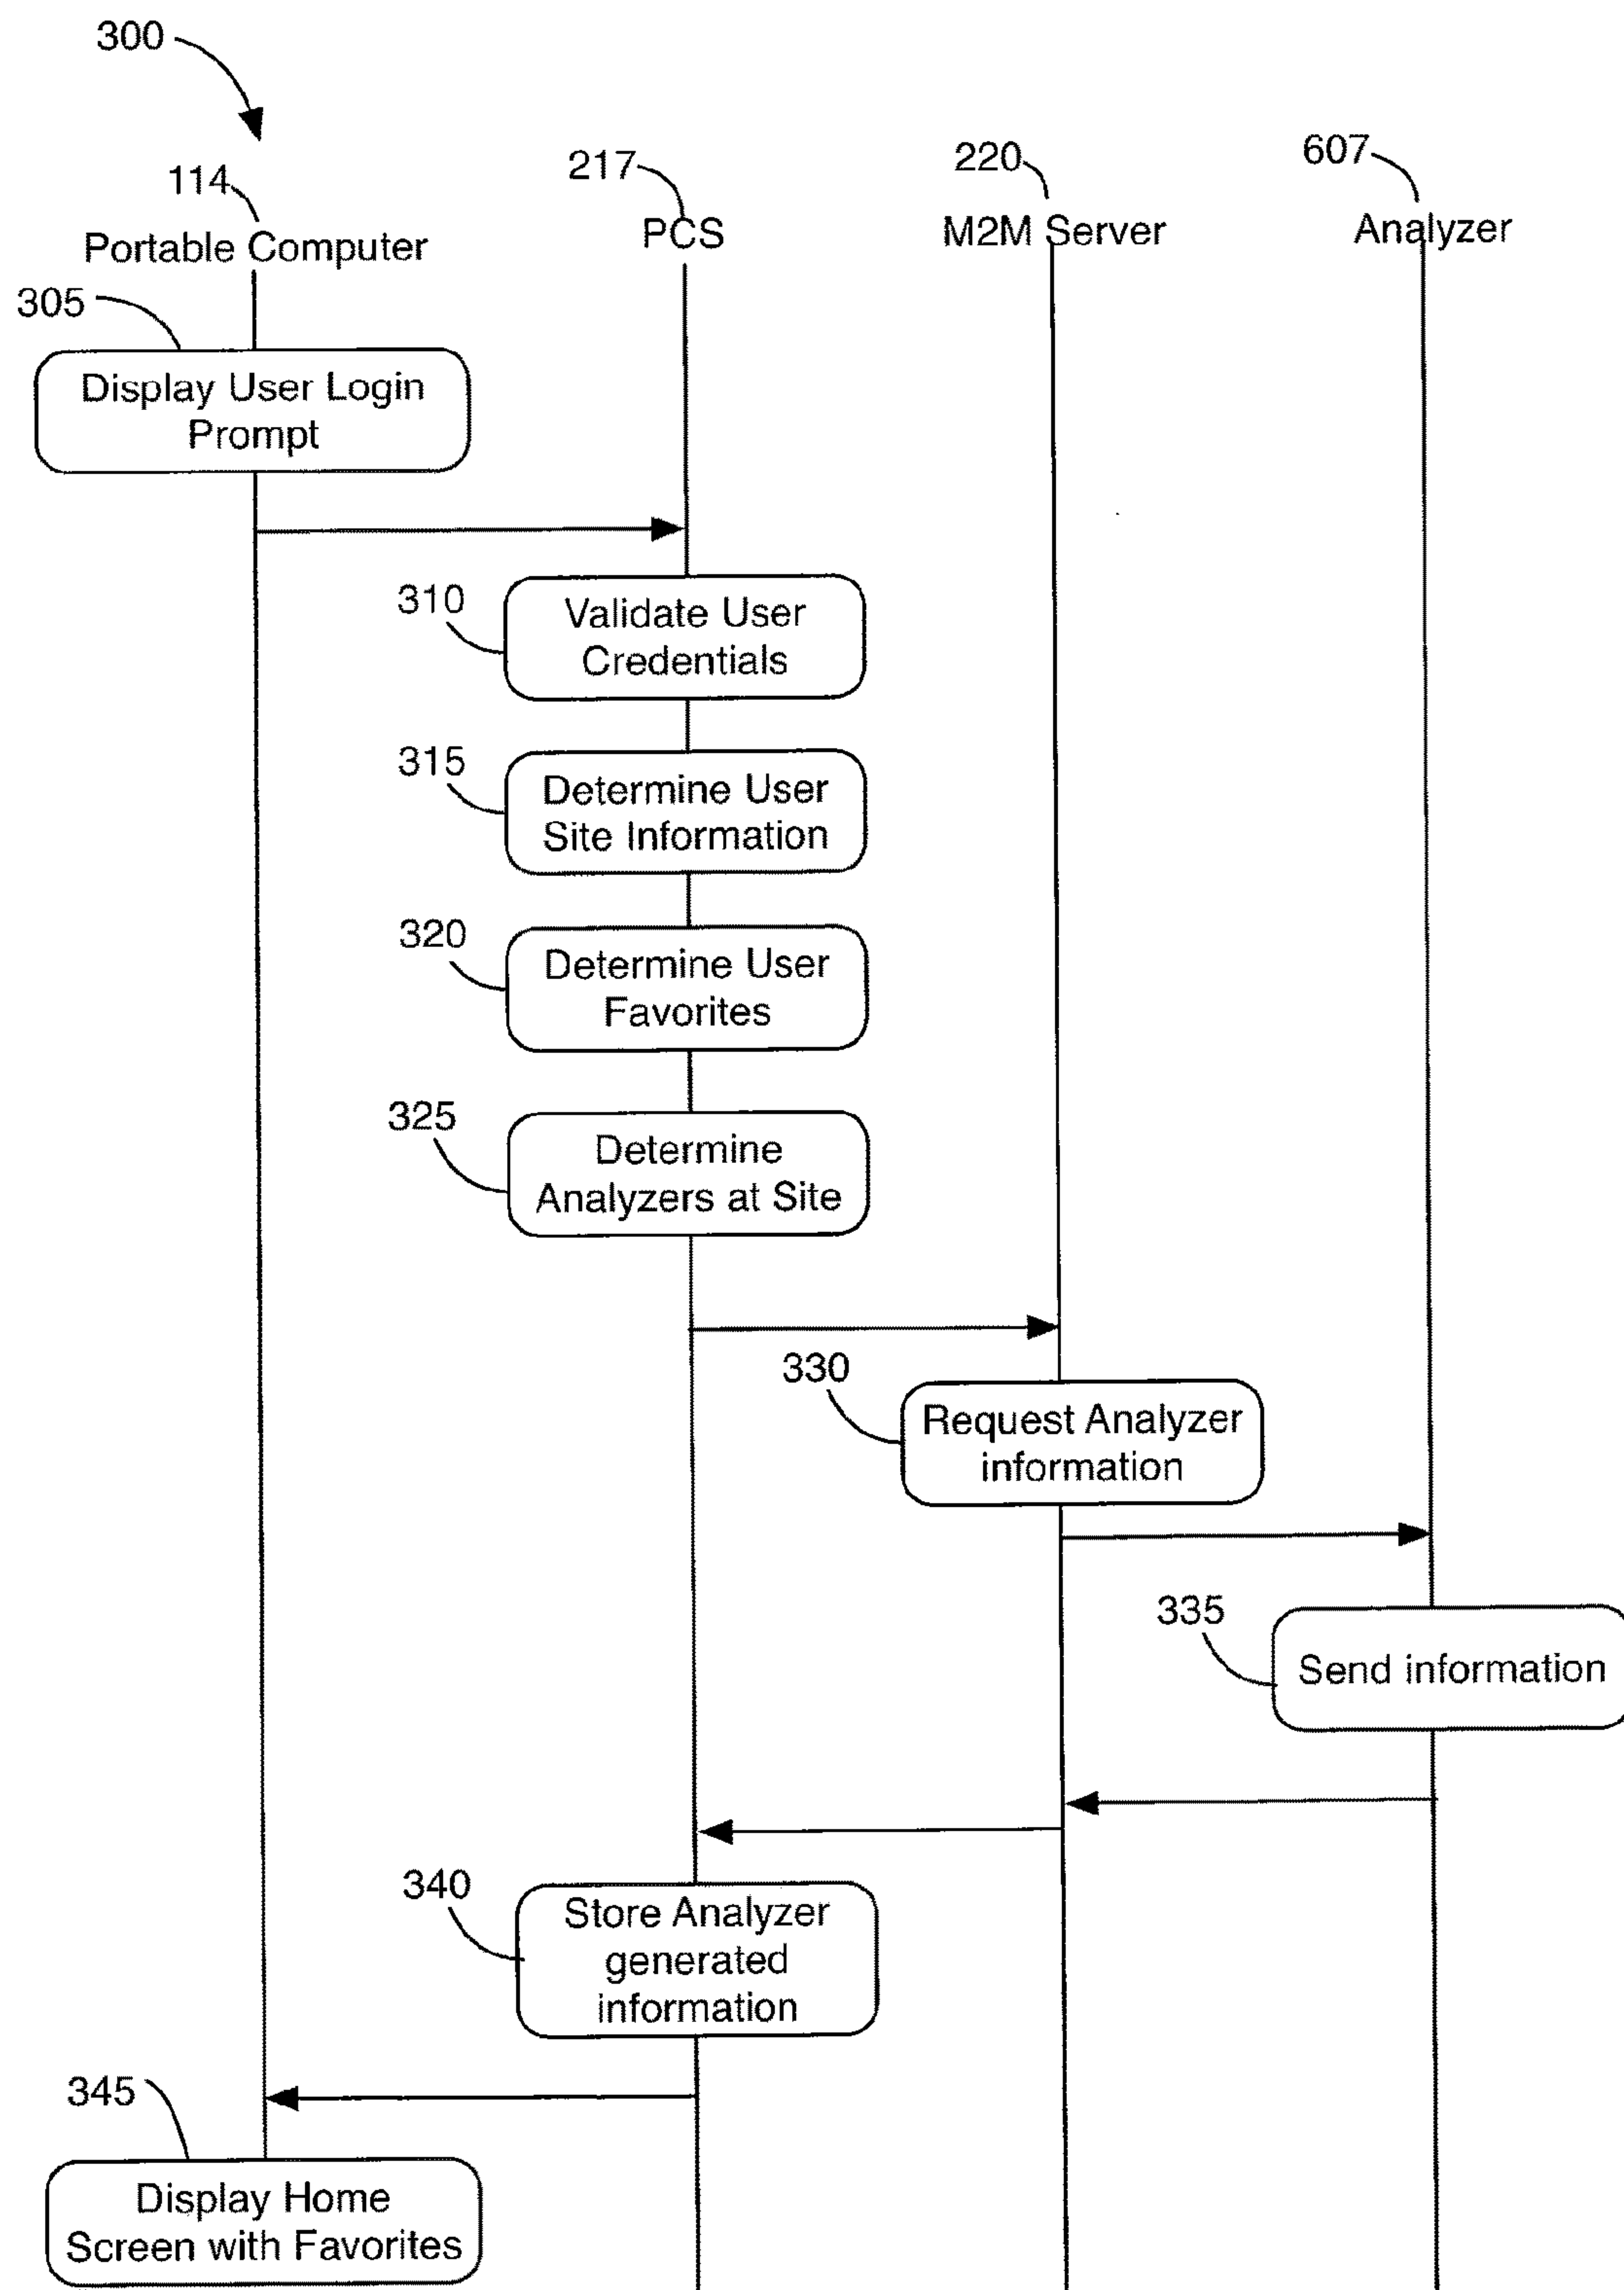 300
114
217
220
607
Portable Computer
PCS
M2M Server
Analyzer
305
Display User Login
Prompt
310
Validate User
Credentials
315
Determine User
Site Information
320
Determine User
Favorites
325
Determine
Analyzers at Site
330
Request Analyzer
information
335
Send information
340
Store Analyzer
generated
information
345
Display Home
Screen with Favorites